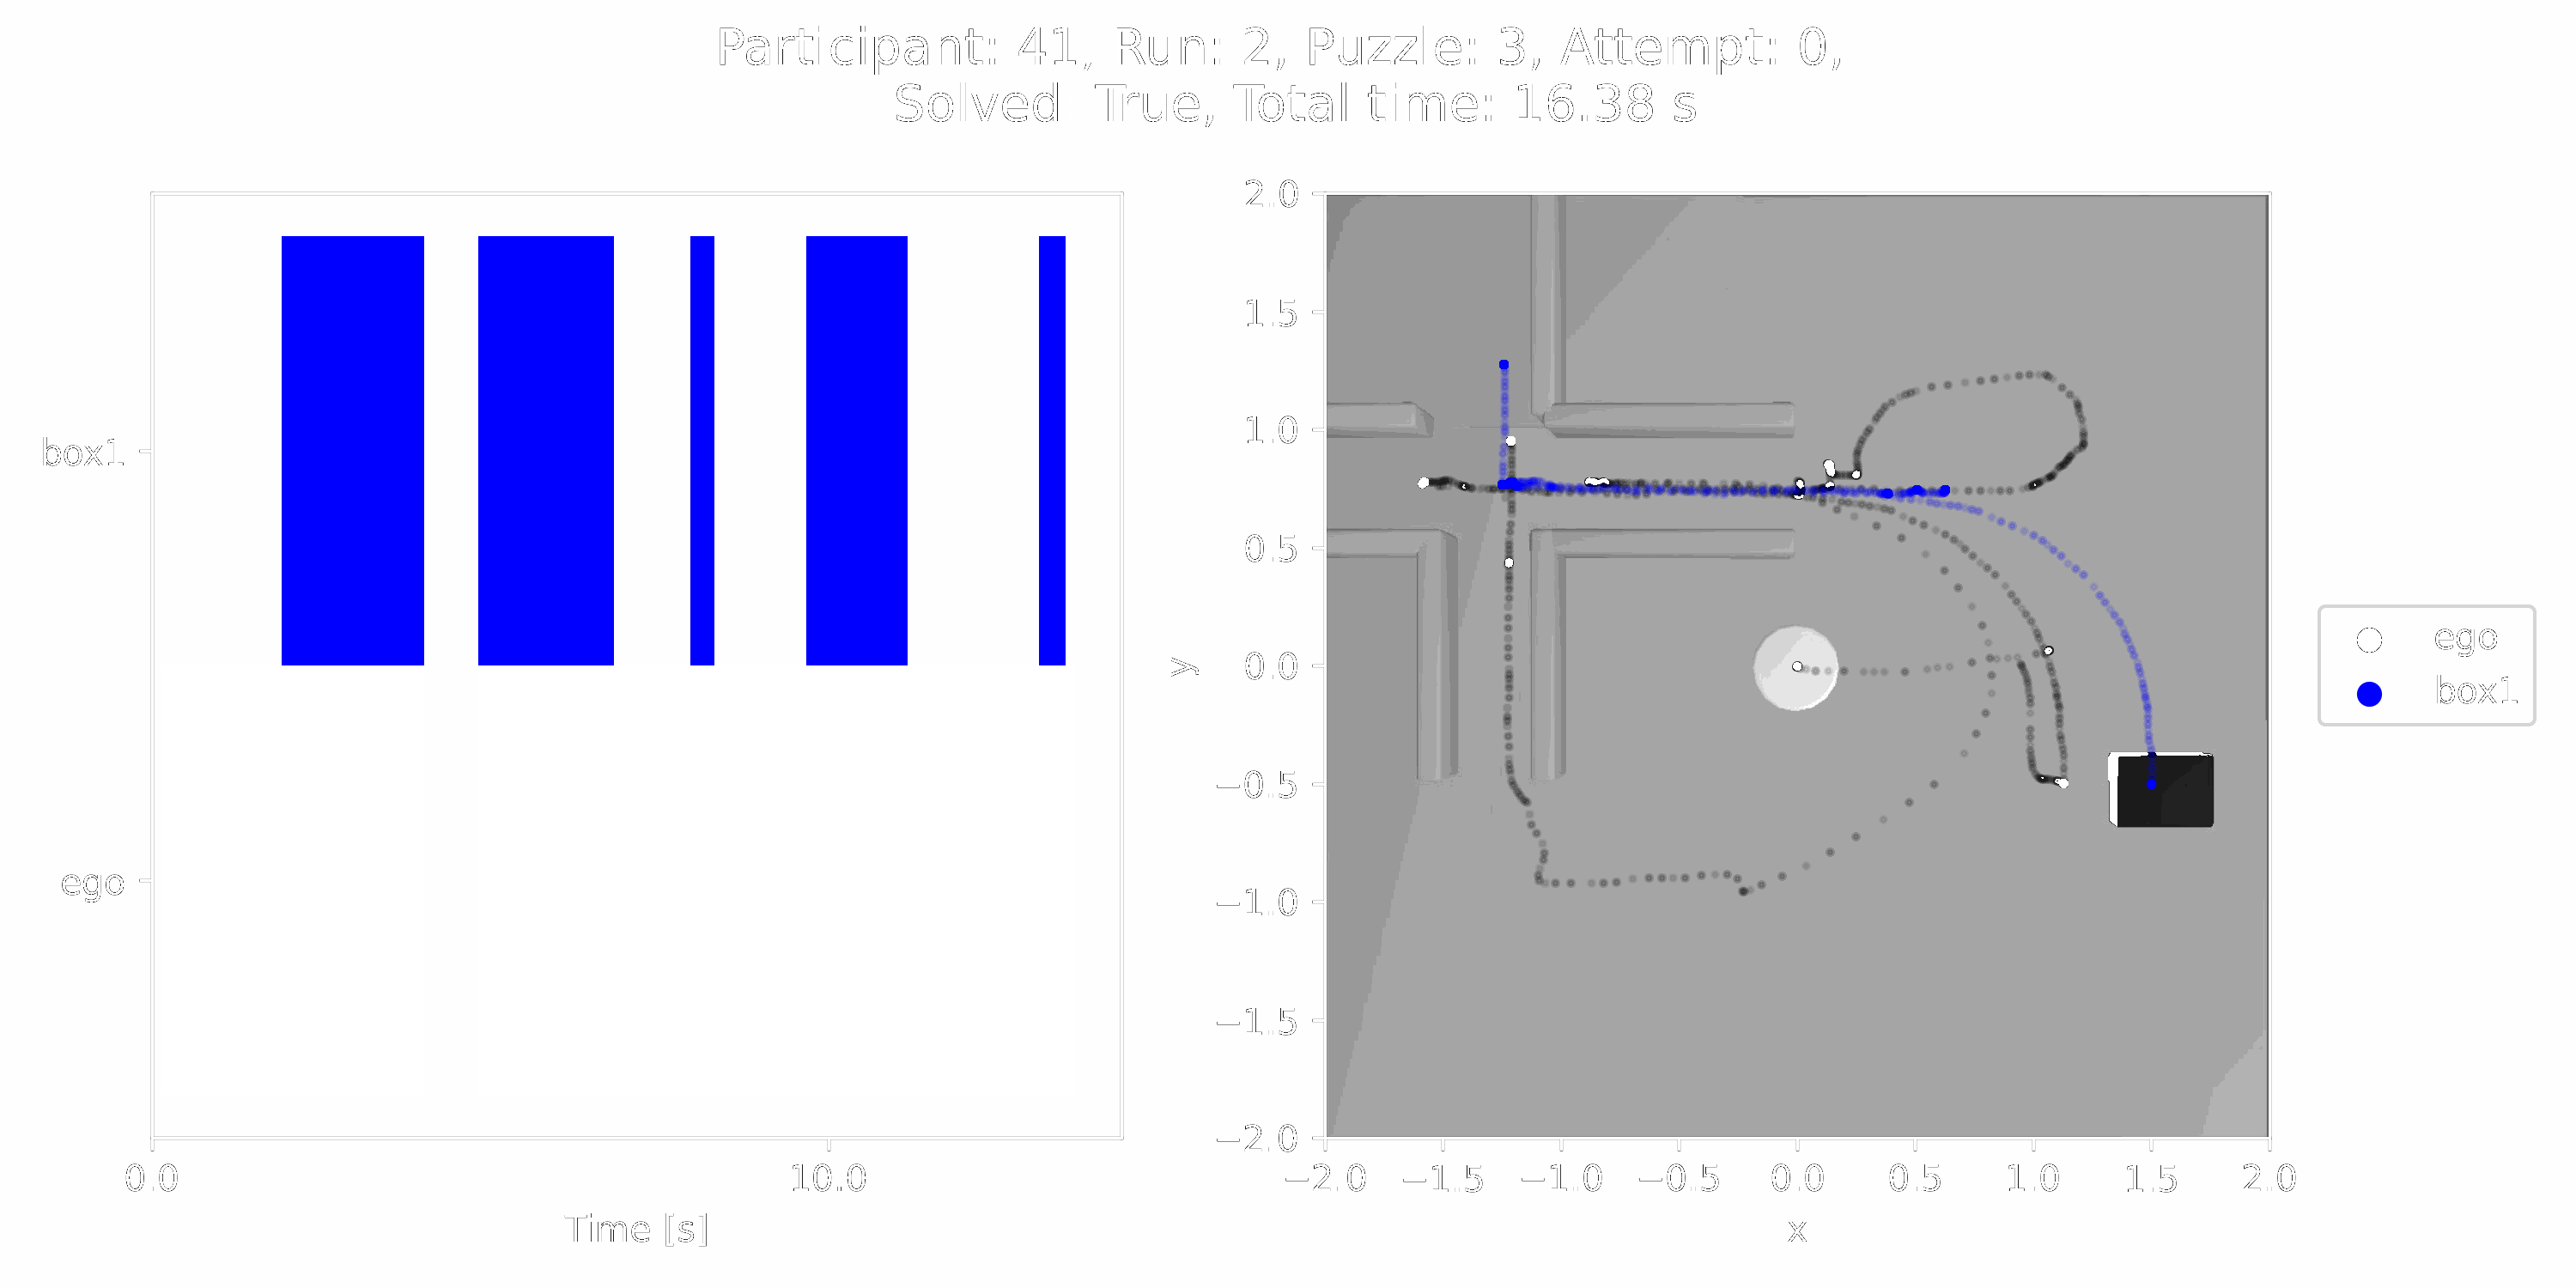 Participant: 41, Run: 2, Puzzle: 3, Attempt: 0,
Solved True, Total time: 16.38 s
box1
ego
0.0
10.0
Time [s]
2.0
1.5
1.0
0.5
0.0
−0.5
−1.0
−1.5
−2.0
y
−2.0
−1.5
−1.0
−0.5
0.0
0.5
1.0
1.5
2.0
x
ego
box1